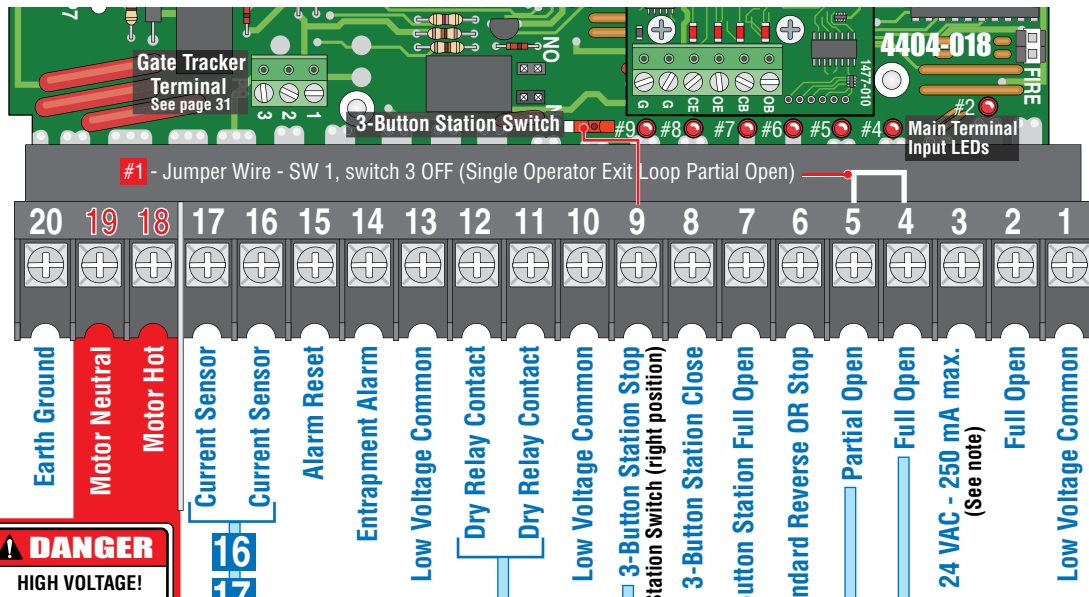 4404-018
Gate Tracker
Terminal
See page 31
3 2 1
NO
N
G G CE OE CB OB
1477-010
FIRE
3-Button Station Switch
#9 #8 #7 #6 #5 #4 #2
Main Terminal
Input LEDs
#1 - Jumper Wire - SW 1, switch 3 OFF (Single Operator Exit Loop Partial Open)
20 19 18 17 16 15 14 13 12 11 10 9 8 7 6 5 4 3 2 1
Earth Ground
Motor Neutral
Motor Hot
Current Sensor
Current Sensor
Alarm Reset
Entrapment Alarm
Low Voltage Common
Dry Relay Contact
Dry Relay Contact
Low Voltage Common
3-Button Station Stop
Station Switch (right position)
3-Button Station Close
utton Station Full Open
ndard Reverse OR Stop
Partial Open
Full Open
24 VAC - 250 mA max.
(See note)
Full Open
Low Voltage Common
16
17
DANGER
HIGH VOLTAGE!